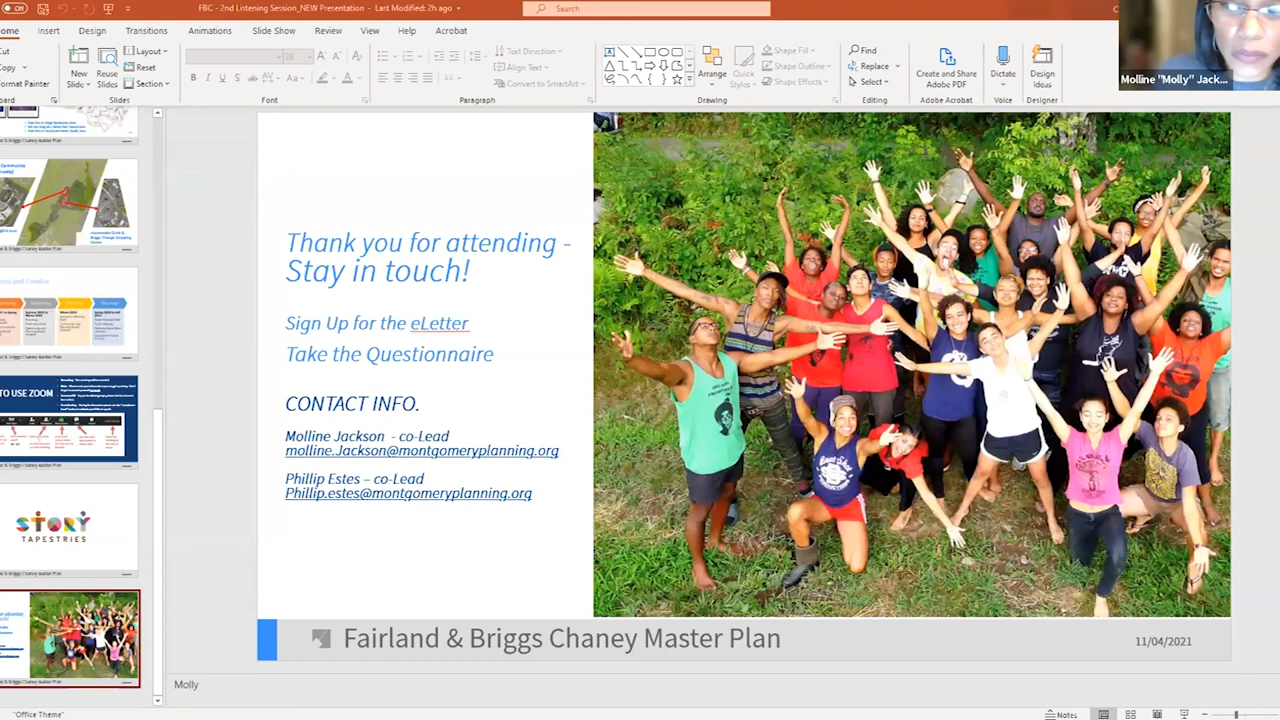 Off
FBC - 2nd Listening Session_NEW Presentation - Last Modified: 2h ago
Search
ome
Insert
Design
Transitions
Animations
Slide Show
Review
View
Help
Acrobat
Cut
Copy
Format Painter
New
Slide
Reuse
Slides
Layout
Reset
Section
Text Direction
Align Text
Convert to SmartArt
Arrange
Quick
Styles
Shape Fill
Shape Outline
Shape Effects
Find
Replace
Select
Create and Share
Adobe PDF
Dictate
Design
Ideas
Slides
Font
Paragraph
Drawing
Editing
Adobe Acrobat
Voice
Designer
Molline "Molly" Jack...
TO USE ZOOM
STORY
TAPESTRIES
Thank you for attending -
Stay in touch!
Sign Up for the eLetter
Take the Questionnaire
CONTACT INFO.
Molline Jackson - co-Lead
molline.Jackson@montgomeryplanning.org
Phillip Estes – co-Lead
Phillip.estes@montgomeryplanning.org
Fairland & Briggs Chaney Master Plan
11/04/2021
Molly
"Office Theme"
Notes